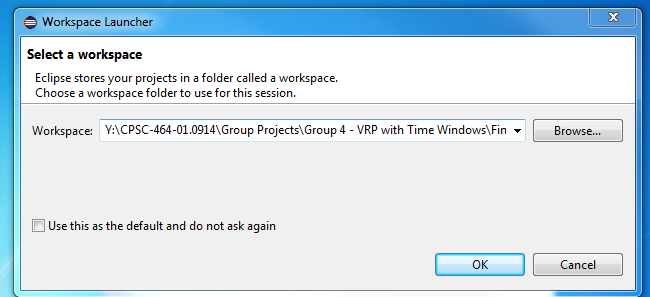 Workspace Launcher
Select a workspace
Eclipse stores your projects in a folder called a workspace.
Choose a workspace folder to use for this session.
Workspace: Y:\CPSC-464-01.0914\Group Projects\Group 4 - VRP with Time Windows\Fin Browse...
Use this as the default and do not ask again
OK Cancel